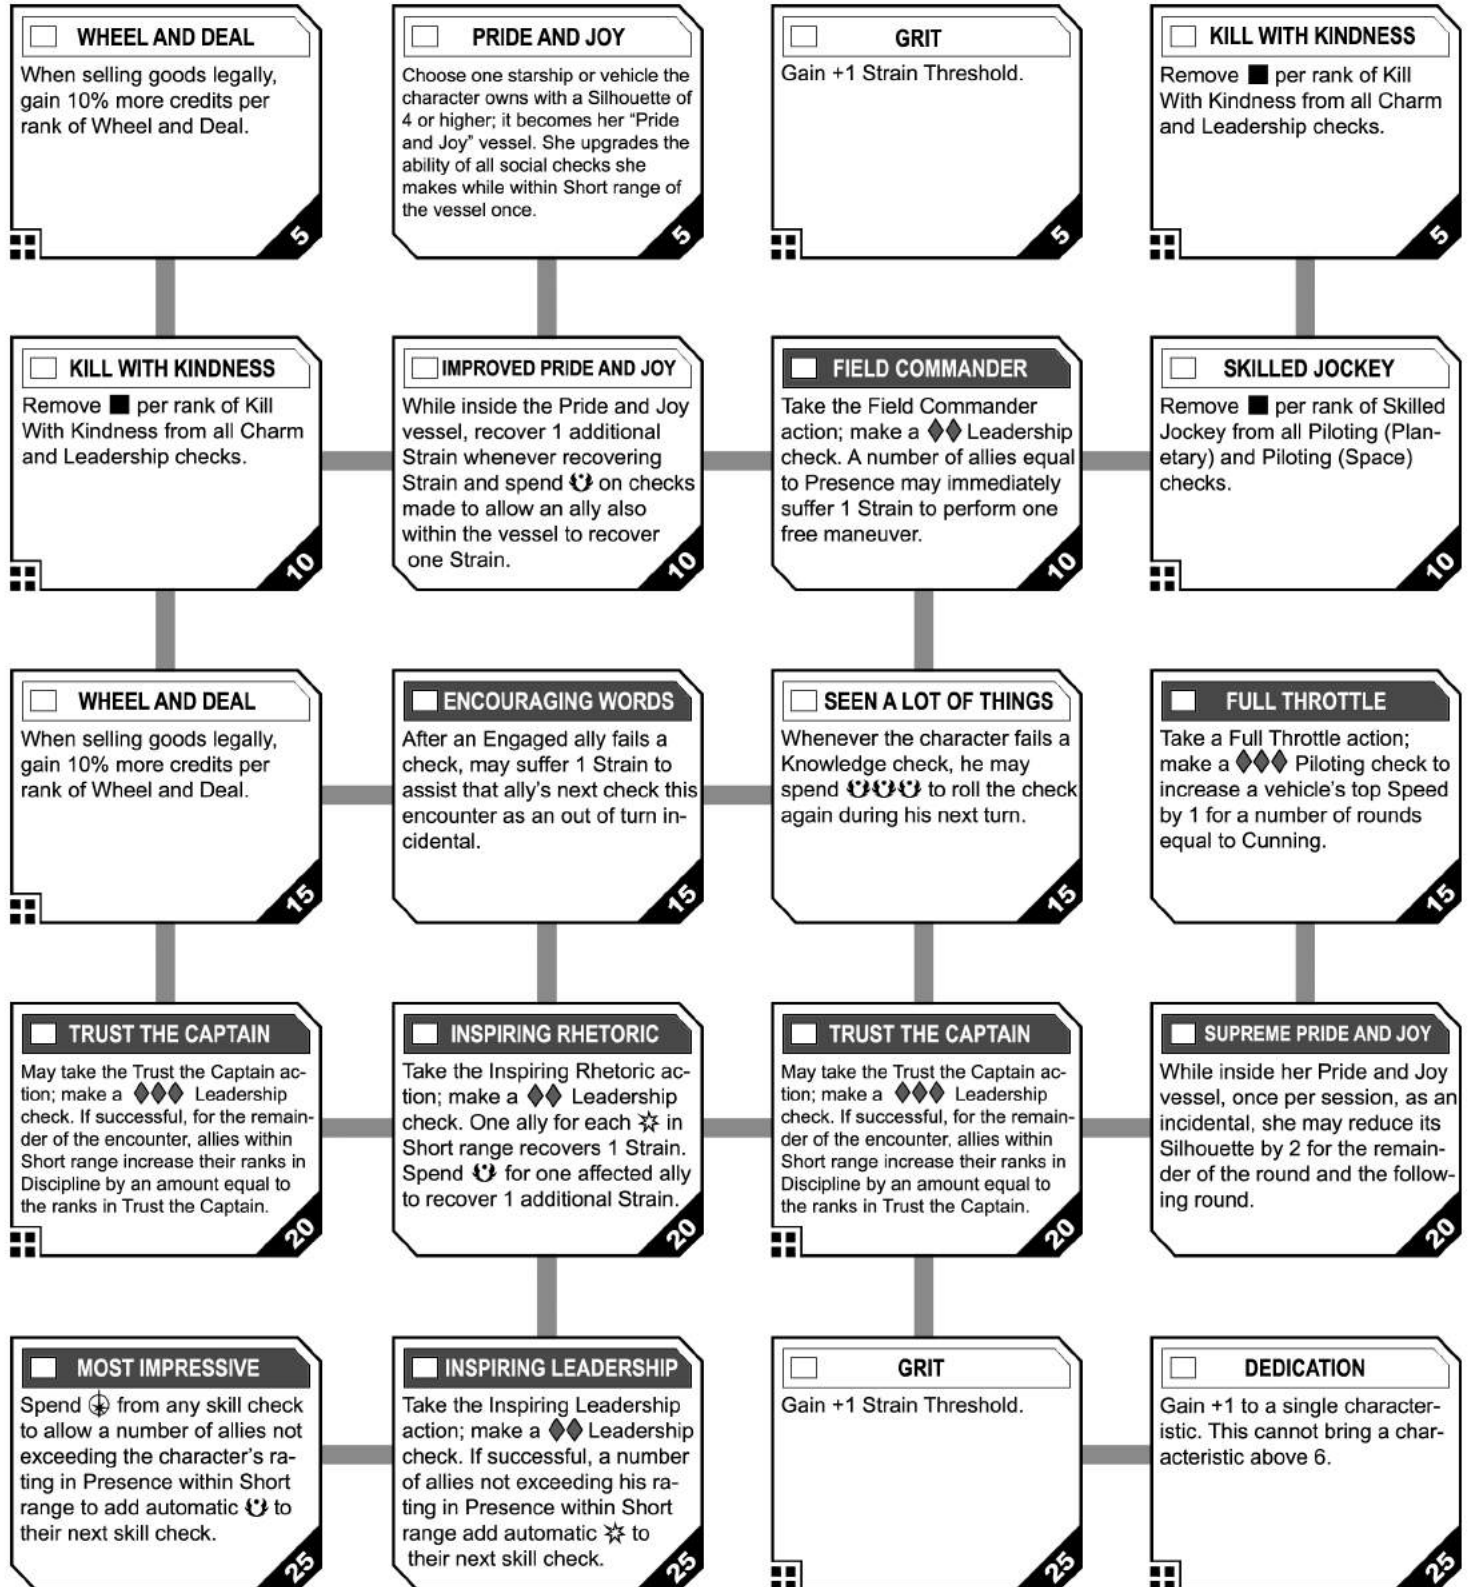 WHEEL AND DEAL
When selling goods legally,
gain 10% more credits per
rank of Wheel and Deal.
5
PRIDE AND JOY
Choose one starship or vehicle the
character owns with a Silhouette of
4 or higher; it becomes her “Pride
and Joy” vessel. She upgrades the
ability of all social checks she
makes while within Short range of
the vessel once.
5
GRIT
Gain +1 Strain Threshold.
5
KILL WITH KINDNESS
Remove ■ per rank of Kill
With Kindness from all Charm
and Leadership checks.
5
KILL WITH KINDNESS
Remove ■ per rank of Kill
With Kindness from all Charm
and Leadership checks.
10
IMPROVED PRIDE AND JOY
While inside the Pride and Joy
vessel, recover 1 additional
Strain whenever recovering
Strain and spend on checks
made to allow an ally also
within the vessel to recover
one Strain.
10
FIELD COMMANDER
Take the Field Commander
action; make a ◆◆ Leadership
check. A number of allies equal
to Presence may immediately
suffer 1 Strain to perform one
free maneuver.
10
SKILLED JOCKEY
Remove ■ per rank of Skilled
Jockey from all Piloting (Plan-
etary) and Piloting (Space)
checks.
10
WHEEL AND DEAL
When selling goods legally,
gain 10% more credits per
rank of Wheel and Deal.
15
ENCOURAGING WORDS
After an Engaged ally fails a
check, may suffer 1 Strain to
assist that ally's next check this
encounter as an out of turn in-
cidental.
15
SEEN A LOT OF THINGS
Whenever the character fails a
Knowledge check, he may
spend to roll the check
again during his next turn.
15
FULL THROTTLE
Take a Full Throttle action;
make a ◆◆◆ Piloting check to
increase a vehicle's top Speed
by 1 for a number of rounds
equal to Cunning.
15
TRUST THE CAPTAIN
May take the Trust the Captain ac-
tion; make a ◆◆◆ Leadership
check. If successful, for the remain-
der of the encounter, allies within
Short range increase their ranks in
Discipline by an amount equal to
the ranks in Trust the Captain.
20
INSPIRING RHETORIC
Take the Inspiring Rhetoric ac-
tion; make a ◆◆ Leadership
check. One ally for each in
Short range recovers 1 Strain.
Spend for one affected ally
to recover 1 additional Strain.
20
TRUST THE CAPTAIN
May take the Trust the Captain ac-
tion; make a ◆◆◆ Leadership
check. If successful, for the remain-
der of the encounter, allies within
Short range increase their ranks in
Discipline by an amount equal to
the ranks in Trust the Captain.
20
SUPREME PRIDE AND JOY
While inside her Pride and Joy
vessel, once per session, as an
incidental, she may reduce its
Silhouette by 2 for the remain-
der of the round and the follow-
ing round.
20
MOST IMPRESSIVE
Spend from any skill check
to allow a number of allies not
exceeding the character's ra-
ting in Presence within Short
range to add automatic to
their next skill check.
25
INSPIRING LEADERSHIP
Take the Inspiring Leadership
action; make a ◆◆ Leadership
check. If successful, a number
of allies not exceeding his ra-
ting in Presence within Short
range add automatic to
their next skill check.
25
GRIT
Gain +1 Strain Threshold.
25
DEDICATION
Gain +1 to a single character-
istic. This cannot bring a char-
acteristic above 6.
25